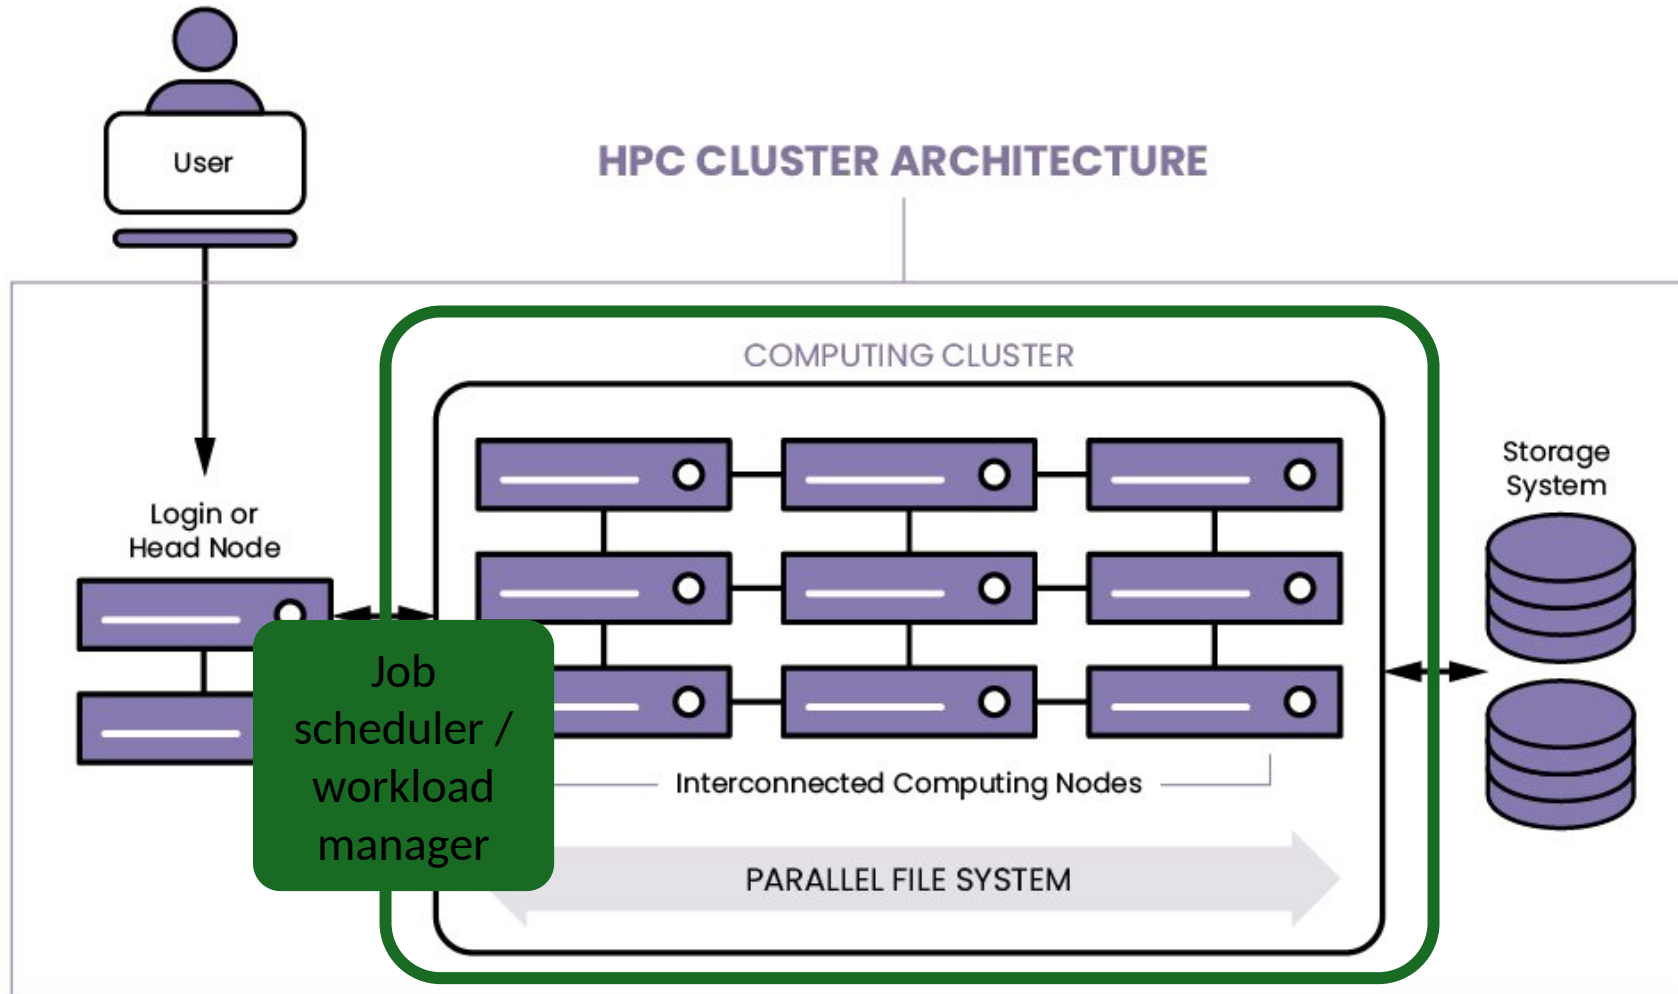 User
HPC CLUSTER ARCHITECTURE
COMPUTING CLUSTER
Storage
System
Login or
Head Node
Job
scheduler /
workload
manager
Interconnected Computing Nodes
PARALLEL FILE SYSTEM